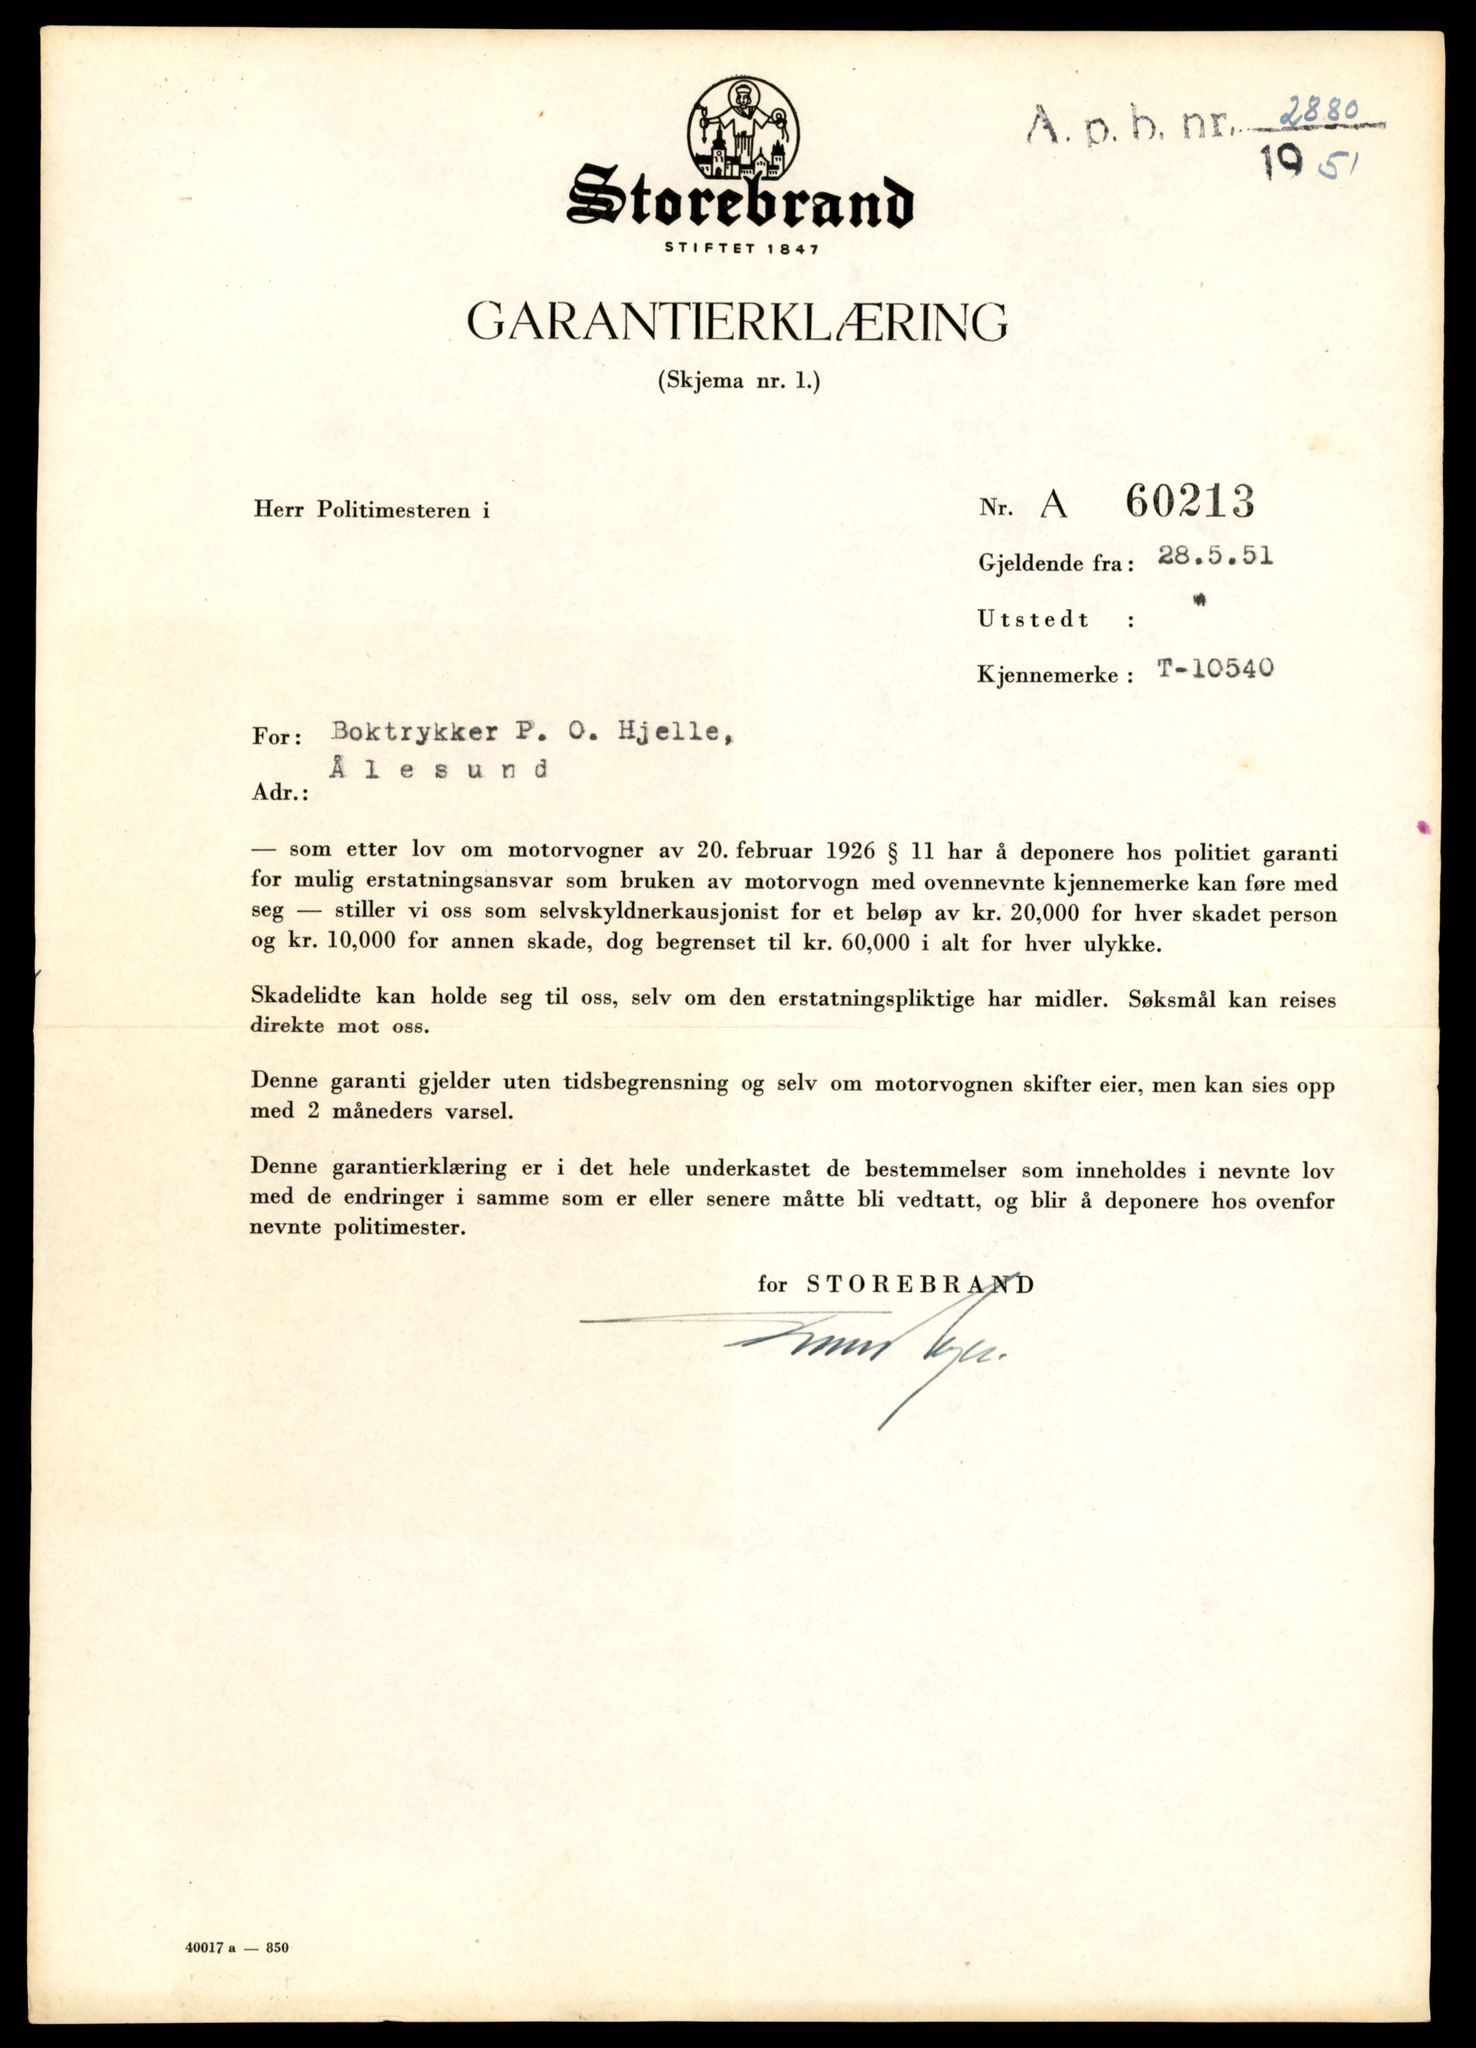 A. p. b. nr. 2880
1951
Storebrand
STIFTET 1847
GARANTIERKLÆRING
(Skjema nr. 1.)
Herr Politimesteren i
Nr. A 60213
Gjeldende fra: 28.5.51
Utstedt : "
Kjennemerke: T-10540
For: Boktrykker P. O. Hjelle,
Ålesund
Adr.:
— som etter lov om motorvogner av 20. februar 1926 § 11 har å deponere hos politiet garanti
for mulig erstatningsansvar som bruken av motorvogn med ovennevnte kjennemerke kan føre med
seg — stiller vi oss som selvskyldnerkausjonist for et beløp av kr. 20,000 for hver skadet person
og kr. 10,000 for annen skade, dog begrenset til kr. 60,000 i alt for hver ulykke.
Skadelidte kan holde seg til oss, selv om den erstatningspliktige har midler. Søksmål kan reises
direkte mot oss.
Denne garanti gjelder uten tidsbegrensning og selv om motorvognen skifter eier, men kan sies opp
med 2 måneders varsel.
Denne garantierklæring er i det hele underkastet de bestemmelser som inneholdes i nevnte lov
med de endringer i samme som er eller senere måtte bli vedtatt, og blir å deponere hos ovenfor
nevnte politimester.
for STOREBRAND
40017 a — 850